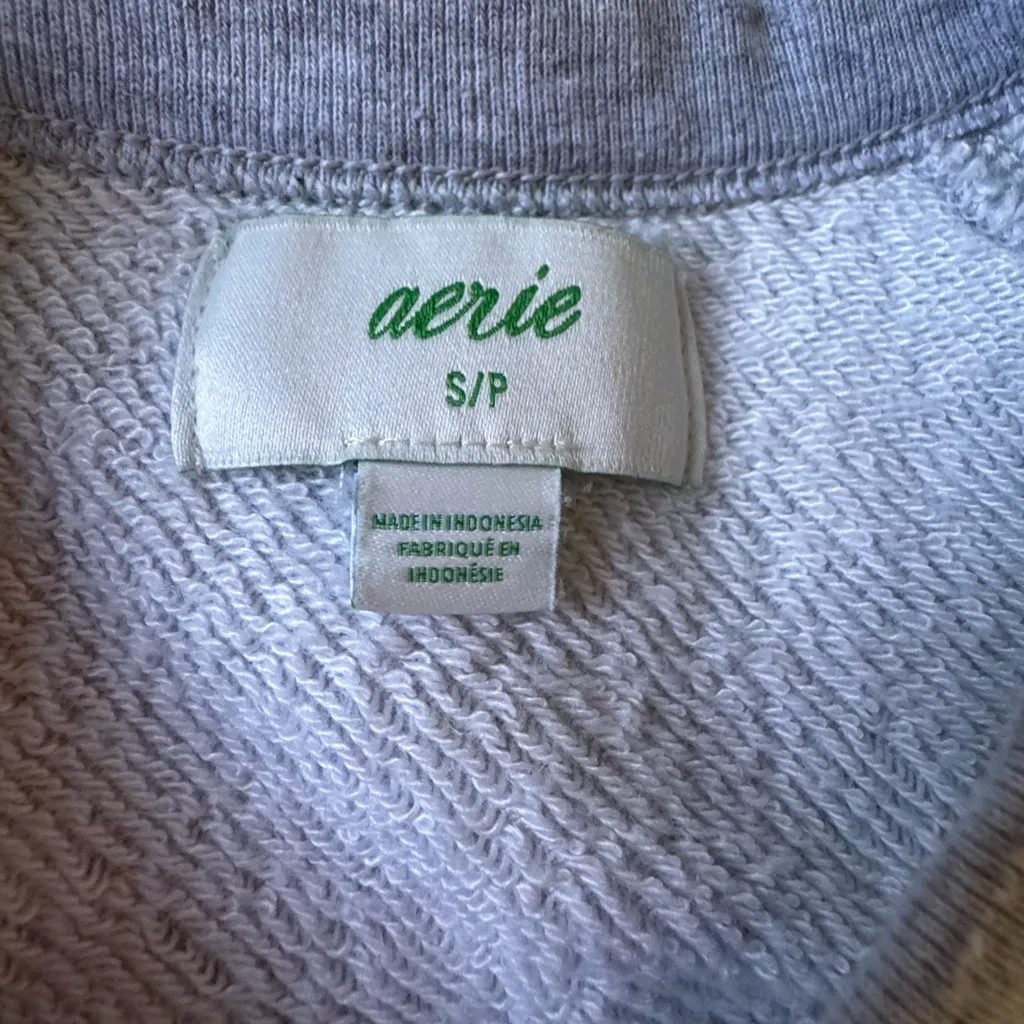 aerie
S/P
MADE IN INDONESIA
FABRIQUÉ EN
INDONÉSIE